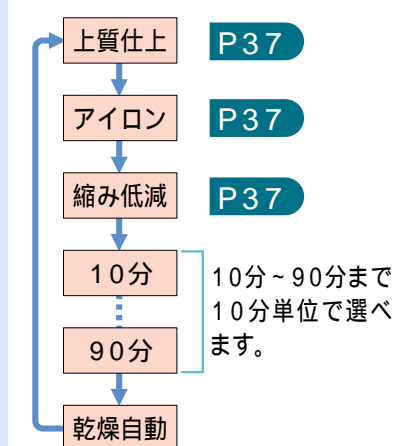 上質仕上 P37
アイロン P37
縮み低減 P37
10分
10分~90分まで
10分単位で選べ
ます。
90分
乾燥自動